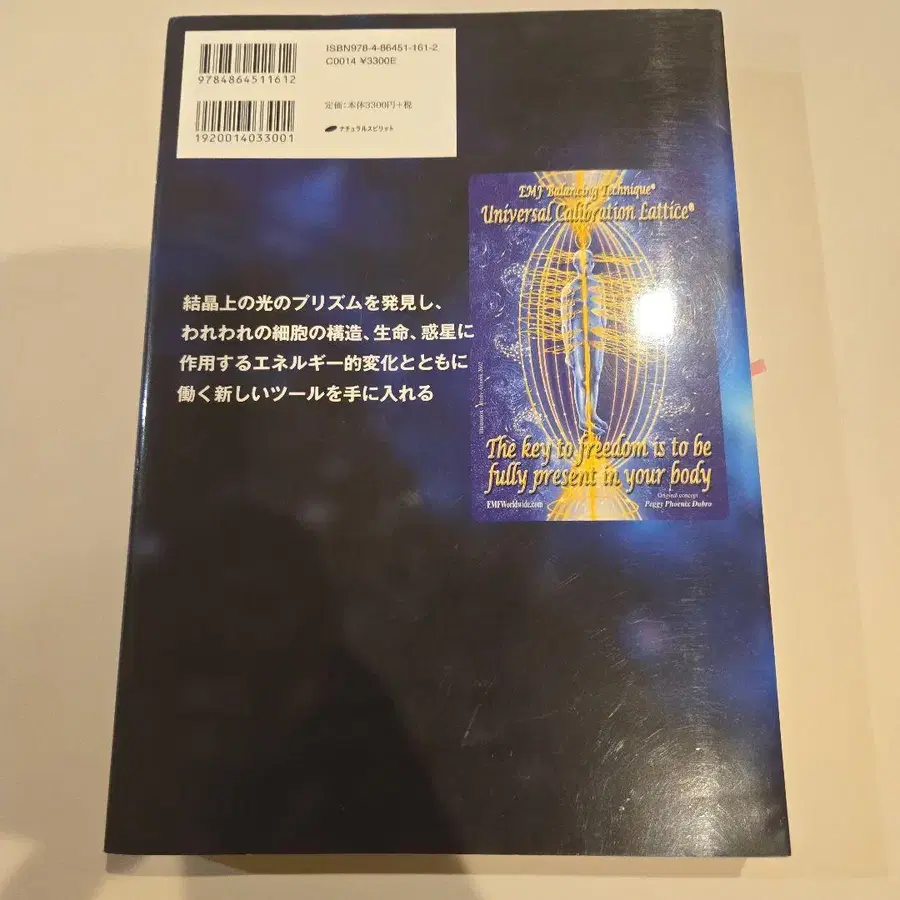 ISBN978-4-86451-161-2
C0014 ¥3300E
9784864511612
定価:本体3300円+税
ナチュラルスピリット
1920014033001
EMF Balancing Technique®
Universal Calibration Lattice®
結晶上の光のプリズムを発見し、
われわれの細胞の構造、生命、惑星に
作用するエネルギー的変化とともに
働く新しいツールを手に入れる
The key to freedom is to be
fully present in your body
Original concept
EMFWorldwide.com
Peggy Phoenix Dubro